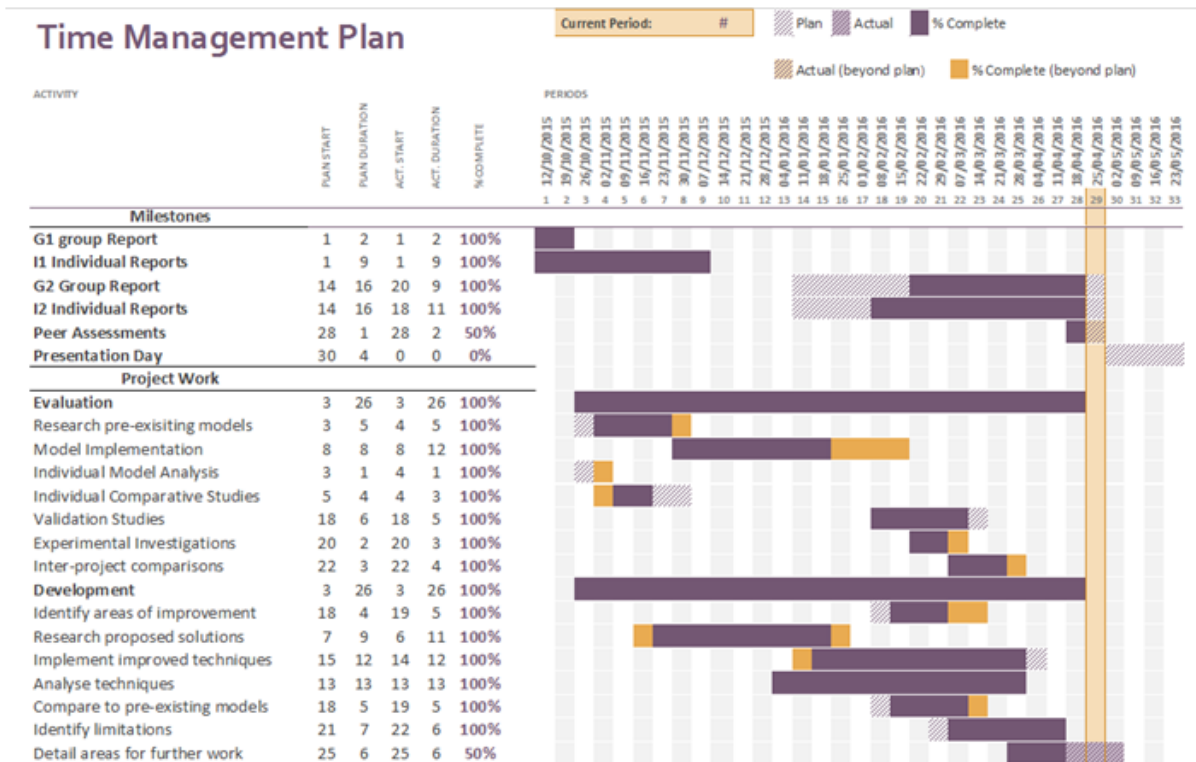 Time Management Plan
Current Period: #
Plan
Actual
% Complete
Actual (beyond plan)
% Complete (beyond plan)
ACTIVITY
PLAN START
PLAN DURATION
ACT. START
ACT. DURATION
% COMPLETE
PERIODS
12/10/2015
19/10/2015
26/10/2015
02/11/2015
09/11/2015
16/11/2015
23/11/2015
30/11/2015
07/12/2015
14/12/2015
21/12/2015
28/12/2015
04/01/2016
11/01/2016
18/01/2016
25/01/2016
01/02/2016
08/02/2016
15/02/2016
22/02/2016
29/02/2016
07/03/2016
14/03/2016
21/03/2016
28/03/2016
04/04/2016
11/04/2016
18/04/2016
25/04/2016
02/05/2016
09/05/2016
16/05/2016
23/05/2016
1 2 3 4 5 6 7 8 9 10 11 12 13 14 15 16 17 18 19 20 21 22 23 24 25 26 27 28 29 30 31 32 33
Milestones
G1 group Report 1 2 1 2 100%
I1 Individual Reports 1 9 1 9 100%
G2 Group Report 14 16 20 9 100%
I2 Individual Reports 14 16 18 11 100%
Peer Assessments 28 1 28 2 50%
Presentation Day 30 4 0 0 0%
Project Work
Evaluation 3 26 3 26 100%
Research pre-exisiting models 3 5 4 5 100%
Model Implementation 8 8 8 12 100%
Individual Model Analysis 3 1 4 1 100%
Individual Comparative Studies 5 4 4 3 100%
Validation Studies 18 6 18 5 100%
Experimental Investigations 20 2 20 3 100%
Inter-project comparisons 22 3 22 4 100%
Development 3 26 3 26 100%
Identify areas of improvement 18 4 19 5 100%
Research proposed solutions 7 9 6 11 100%
Implement improved techniques 15 12 14 12 100%
Analyse techniques 13 13 13 13 100%
Compare to pre-existing models 18 5 19 5 100%
Identify limitations 21 7 22 6 100%
Detail areas for further work 25 6 25 6 50%